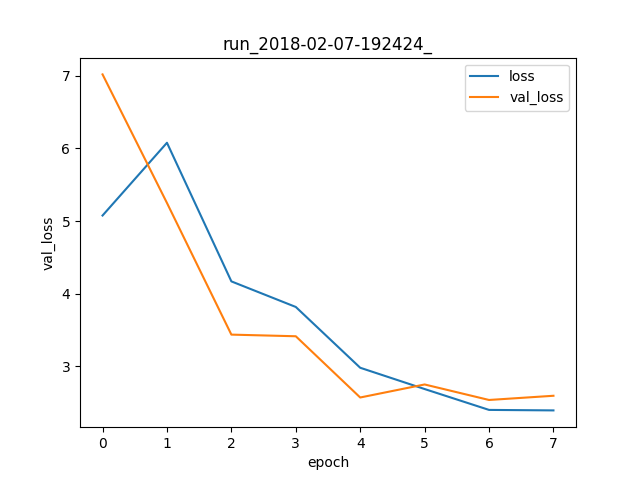 run_2018-02-07-192424_
loss
val_loss
val_loss
7
6
5
4
3
0 1 2 3 4 5 6 7
epoch